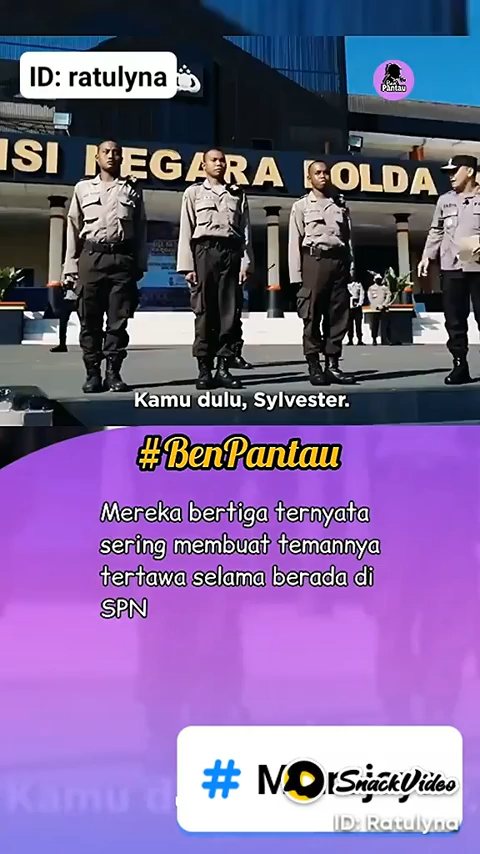 ID: ratulyna
Ben
Pantau
NEGARA POLDA
Kamu dulu, Sylvester.
#BenPantau
Mereka bertiga ternyata
sering membuat temannya
tertawa selama berada di
SPN
#
SnackVideo
ID: Ratulyna